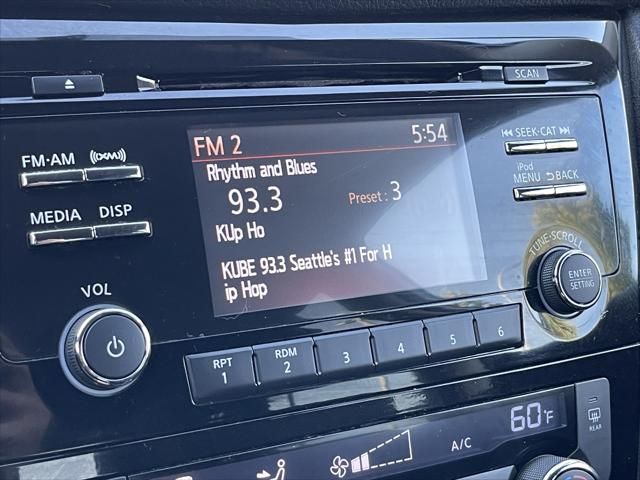 SCAN
FM·AM
((XM))
MEDIA DISP
VOL
FM 2 5:54
Rhythm and Blues
93.3 Preset : 3
KUp Ho
KUBE 93.3 Seattle's #1 For H
ip Hop
SEEK·CAT
iPod
MENU BACK
TUNE·SCROLL
ENTER
SETTING
RPT
1
RDM
2
3
4
5
6
A/C
60°F
REAR